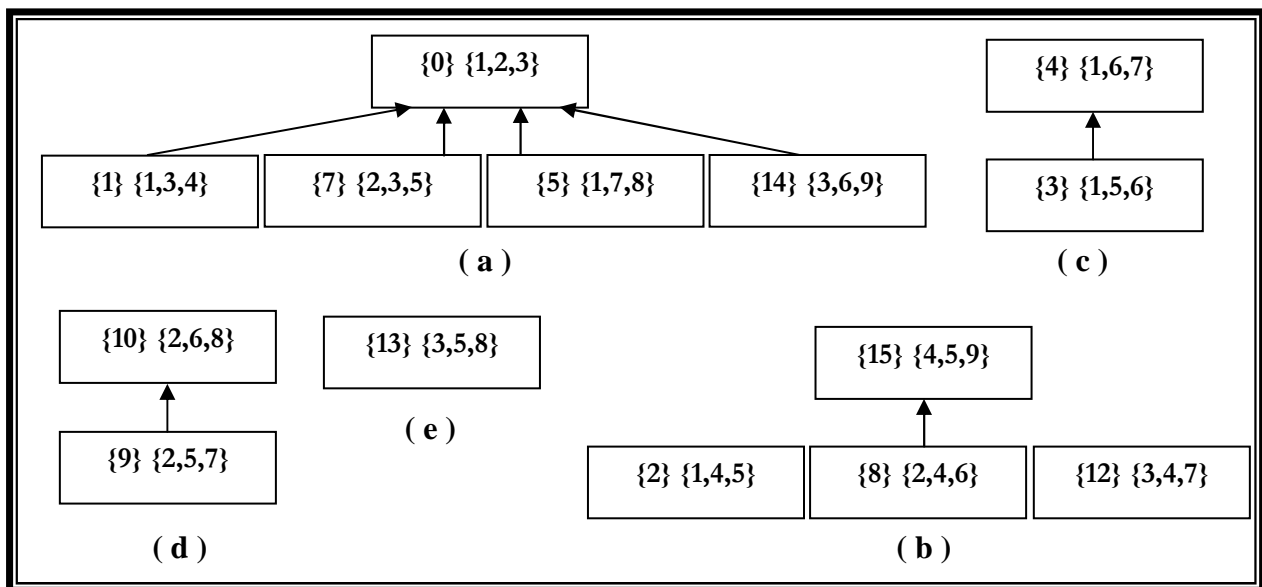 {0} {1,2,3}
{4} {1,6,7}
{1} {1,3,4}
{7} {2,3,5}
{5} {1,7,8}
{14} {3,6,9}
{3} {1,5,6}
( a )
( c )
{10} {2,6,8}
{13} {3,5,8}
{15} {4,5,9}
( e )
{9} {2,5,7}
{2} {1,4,5}
{8} {2,4,6}
{12} {3,4,7}
( d )
( b )